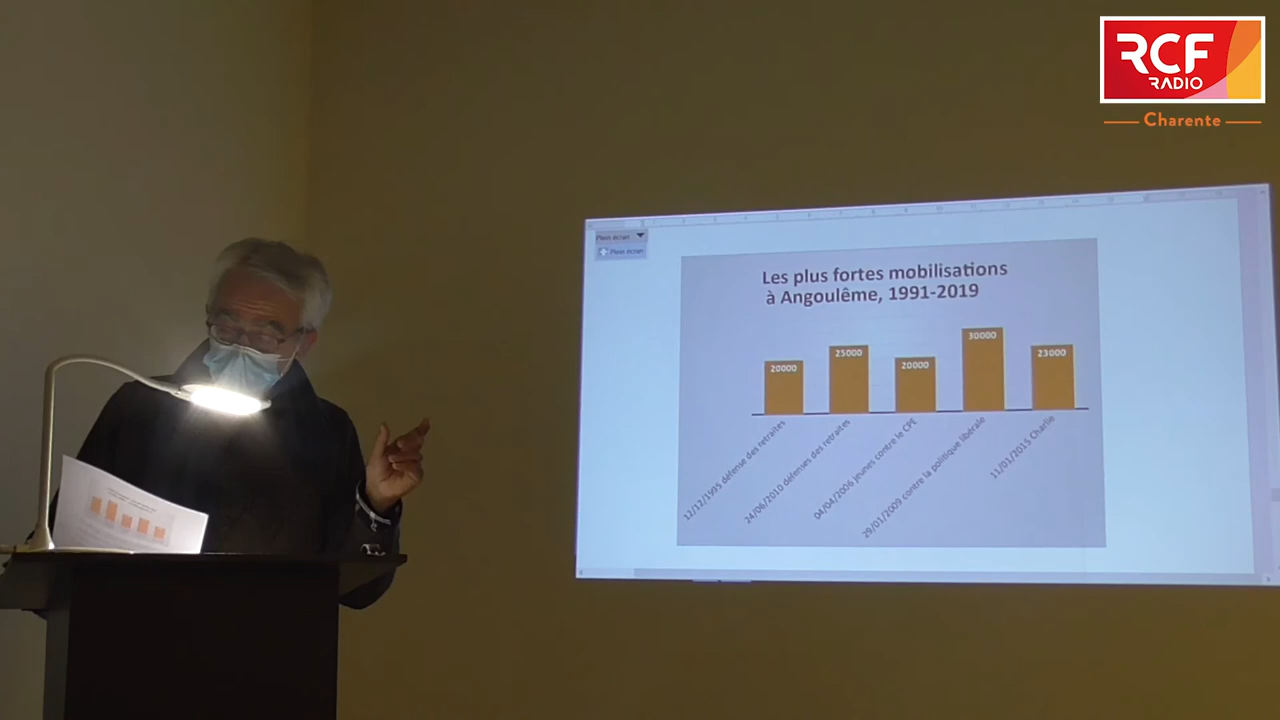 RCF
RADIO
Charente
Plein écran
Plein écran
Les plus fortes mobilisations
à Angoulême, 1991-2019
20000
25000
20000
30000
23000
12/12/1995 défense des retraites
24/06/2010 défenses des retraites
04/04/2006 jeunes contre le CPE
29/01/2009 contre la politique libérale
11/01/2015 Charlie